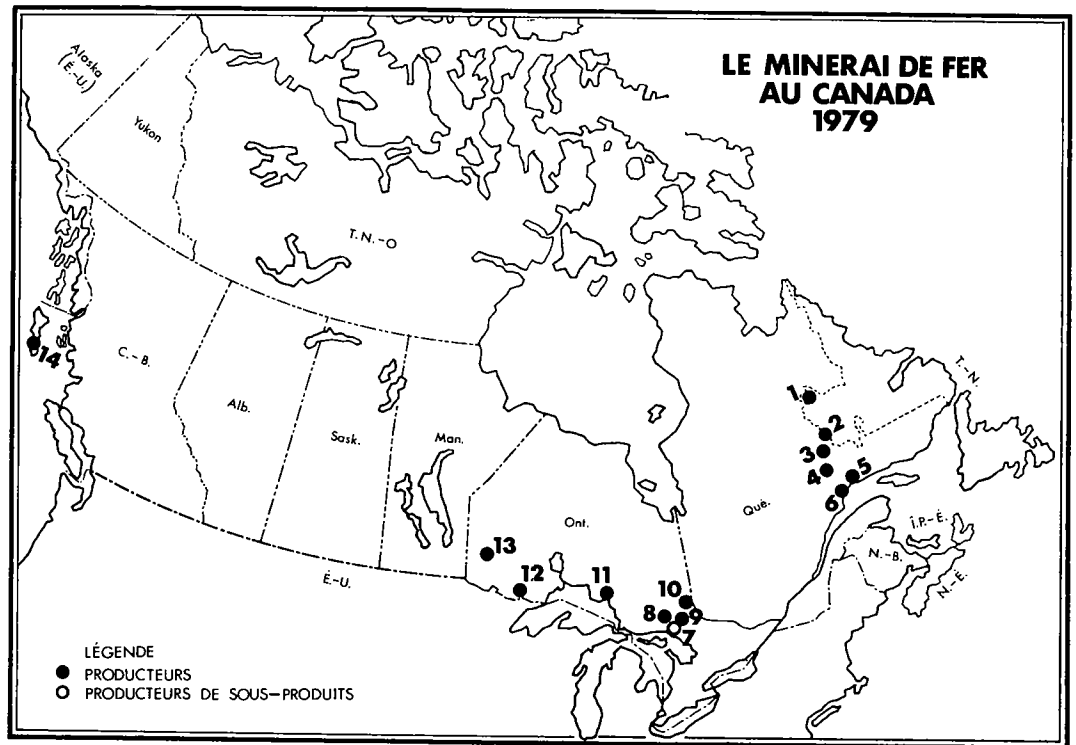 LE MINERAI DE FER
AU CANADA
1979
Alaska
(É.-U.)
Yukon
T.N.-O
C.-B.
Alb.
Sask.
Man.
Ont.
Qué.
T.-N.
Î.P.-É.
N.-B.
N.-É.
É.-U.
1
2
3
4
5
6
7
8
9
10
11
12
13
14
LÉGENDE
PRODUCTEURS
PRODUCTEURS DE SOUS-PRODUITS